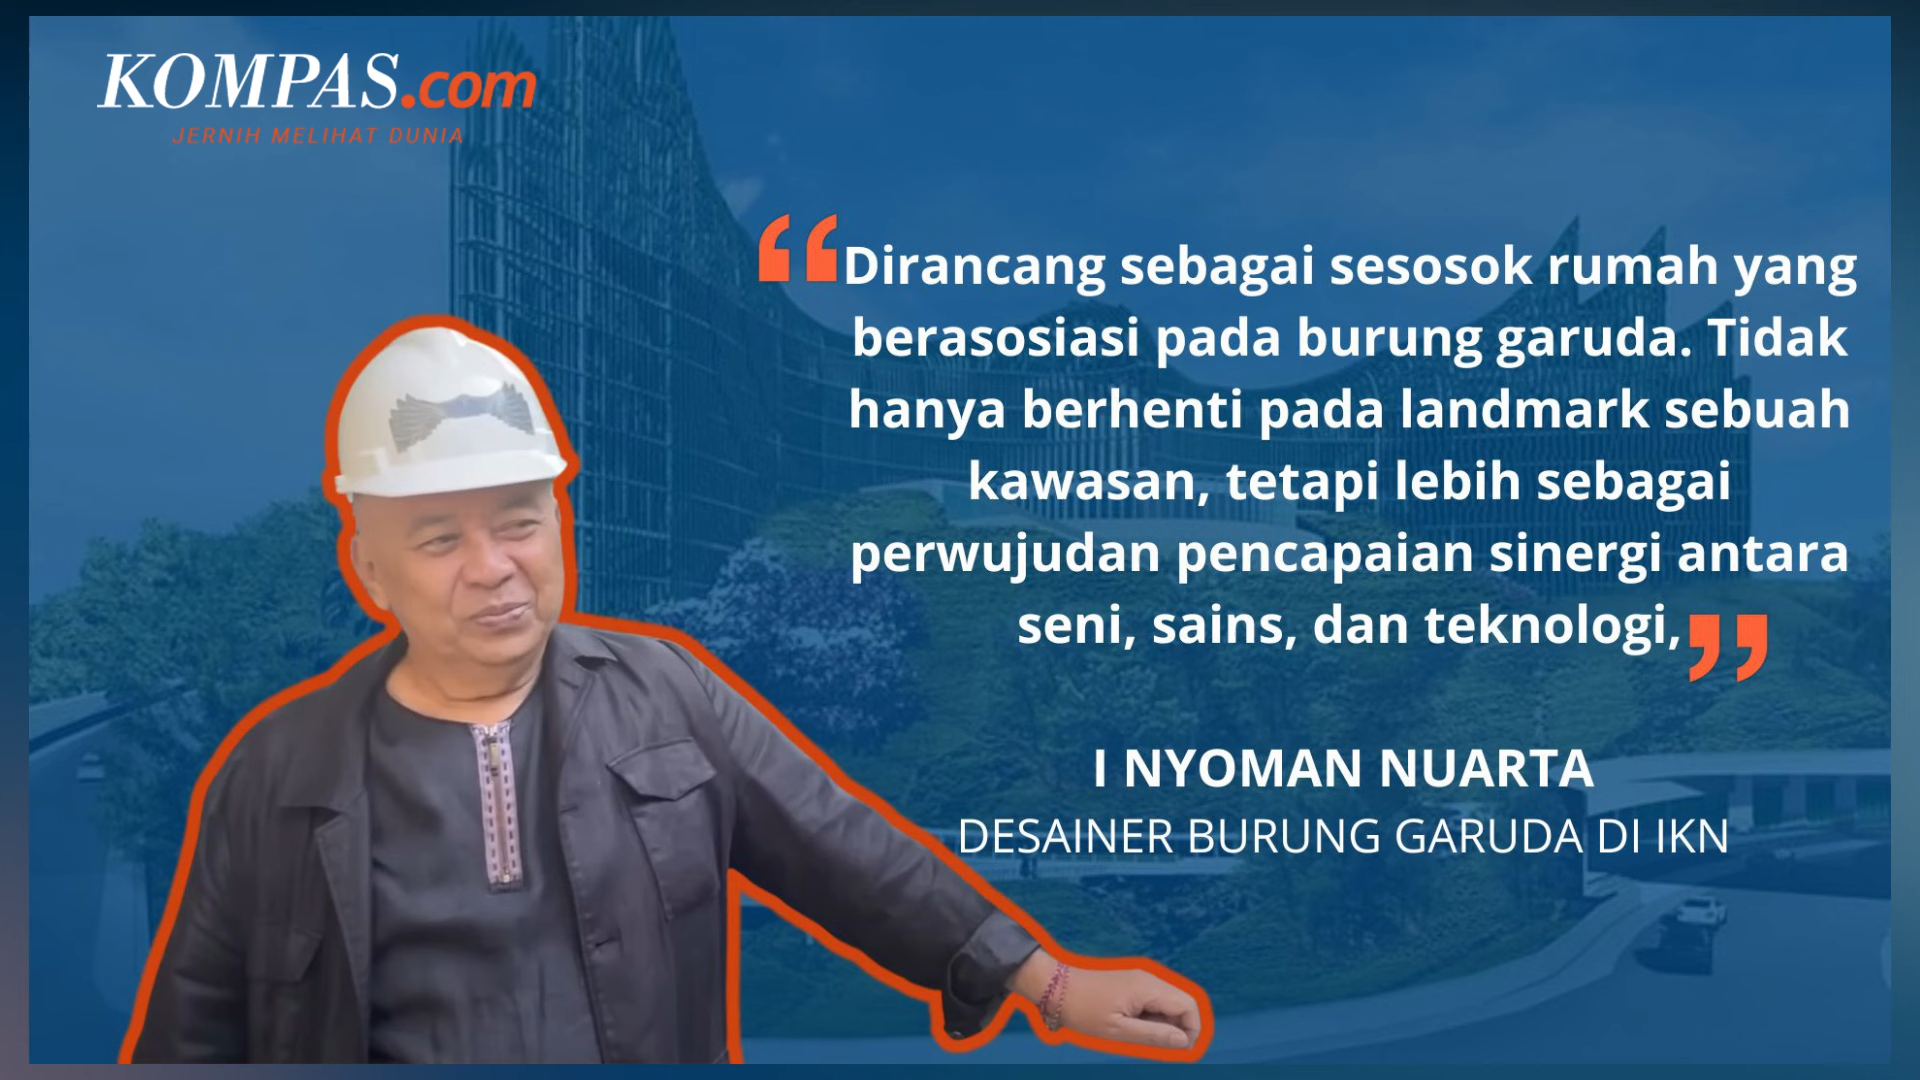 KOMPAS.com
JERNIH MELIHAT DUNIA
“Dirancang sebagai sesosok rumah yang
berasosiasi pada burung garuda. Tidak
hanya berhenti pada landmark sebuah
kawasan, tetapi lebih sebagai
perwujudan pencapaian sinergi antara
seni, sains, dan teknologi,”
I NYOMAN NUARTA
DESAINER BURUNG GARUDA DI IKN